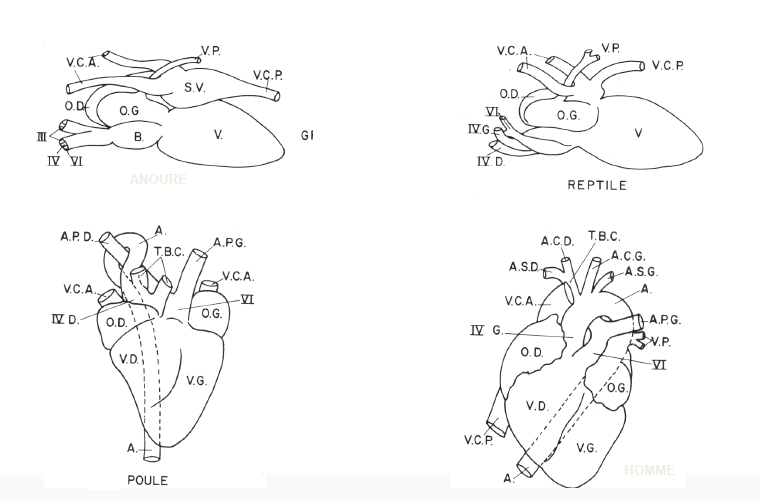 V.C.A.
V.P.
V.C.P.
S.V.
O.D.
O.G
III
B.
V.
IV VI
GI
ANOURE
V.C.A.
V.P.
V.C.P.
O.D.
VI
O.G.
IV.G.
V
IV.D.
REPTILE
A.P.D.
A.
T.B.C.
A.P.G.
V.C.A.
V.C.A.
VI
IV D.
O.D.
O.G.
V.D.
V.G.
A.
POULE
A.C.D.
T.B.C.
A.C.G.
A.S.D.
A.S.G.
V.C.A.
A.
IV G.
A.P.G.
V.P.
O.D.
VI
O.G.
V.D.
V.C.P.
V.G.
A.
HOMME